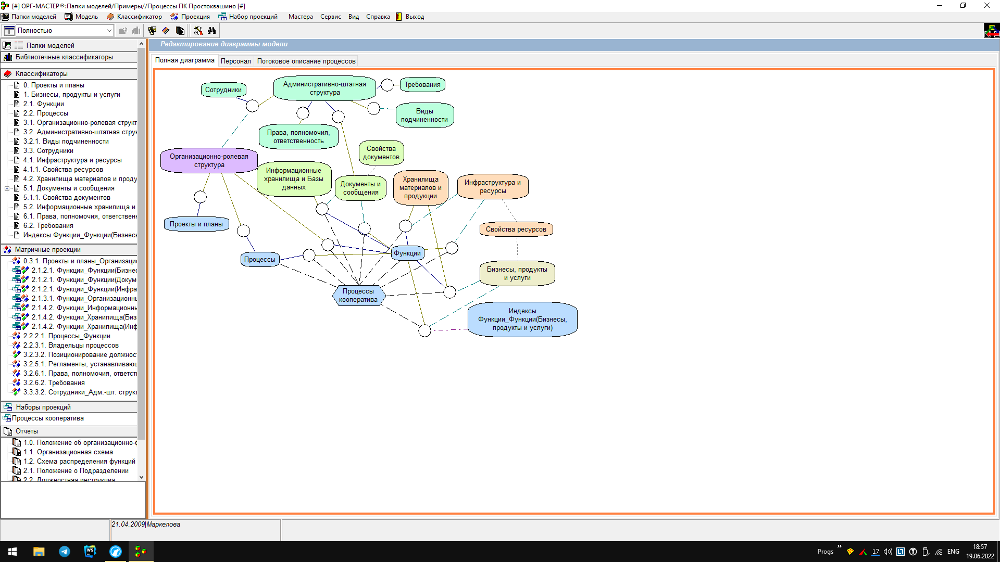 [#] ОРГ-МАСТЕР®:Папки моделей/Примеры//Процессы ПК Простоквашино [#]
Папки моделей Модель Классификатор Проекция Набор проекций Мастера Сервис Вид Справка Выход
Полностью
Папки моделей
Библиотечные классификаторы
Классификаторы
0. Проекты и планы
1. Бизнесы, продукты и услуги
2.1. Функции
2.2. Процессы
3.1. Организационно-ролевая структ
3.2. Административно-штатная струк
3.2.1. Виды подчиненности
3.3. Сотрудники
4.1. Инфраструктура и ресурсы
4.1.1. Свойства ресурсов
4.2. Хранилища материалов и проду
5.1. Документы и сообщения
5.1.1. Свойства документов
5.2. Информационные хранилища и
6.1. Права, полномочия, ответствен
6.2. Требования
Индексы Функции_Функции(Бизнесь
Матричные проекции
0.3.1. Проекты и планы_Организацио
2.1.2.1. Функции_Функции(Бизнес
2.1.2.1. Функции_Функции(Докум
2.1.2.1. Функции_Функции(Инфра
2.1.3.1. Функции_Организационн
2.1.4.2. Функции_Информационны
2.1.4.2. Функции_Хранилища(Биз
2.1.4.2. Функции_Хранилища(Инф
2.2.2.1. Процессы_Функции
2.2.3.1. Владельцы процессов
3.2.3.2. Позиционирование должнос
3.2.5.1. Регламенты, устанавливающ
3.2.6.1. Права, полномочия, ответст
3.2.6.2. Требования
3.3.3.2. Сотрудники_Адм.-шт. структ
Наборы проекций
Процессы кооператива
Отчеты
1.0. Положение об организационно-с
1.1. Организационная схема
1.2. Схема распределения функций
2.1. Положение о Подразделении
2.2. Должностная инструкция
Редактирование диаграммы модели
Полная диаграмма Персонал Потоковое описание процессов
Сотрудники
Административно-штатная
структура
Требования
Виды
подчиненности
Права, полномочия,
ответственность
Свойства
документов
Организационно-ролевая
структура
Информационные
хранилища и Базы
данных
Документы и
сообщения
Хранилища
материалов и
продукции
Инфраструктура и
ресурсы
Проекты и планы
Свойства ресурсов
Процессы
Функции
Бизнесы, продукты
и услуги
Процессы
кооператива
Индексы
Функции_Функции(Бизнесы,
продукты и услуги)
21.04.2009|Маркелова
WS
Progs
17
ENG
18:57
19.06.2022